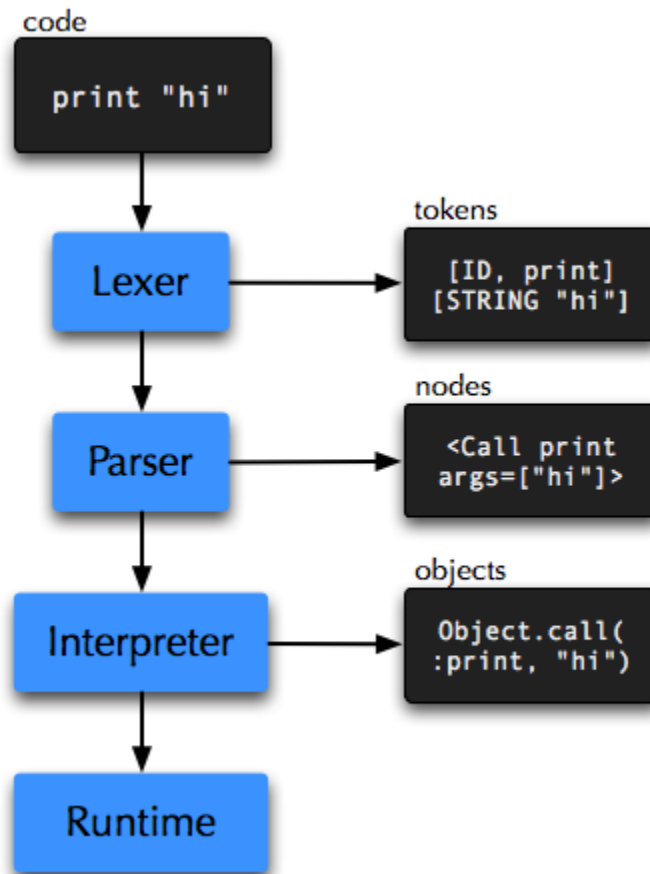 code
print "hi"
tokens
Lexer
[ID, print]
[STRING "hi"]
nodes
Parser
<Call print
args=["hi"]>
objects
Interpreter
Object.call(
:print, "hi")
Runtime